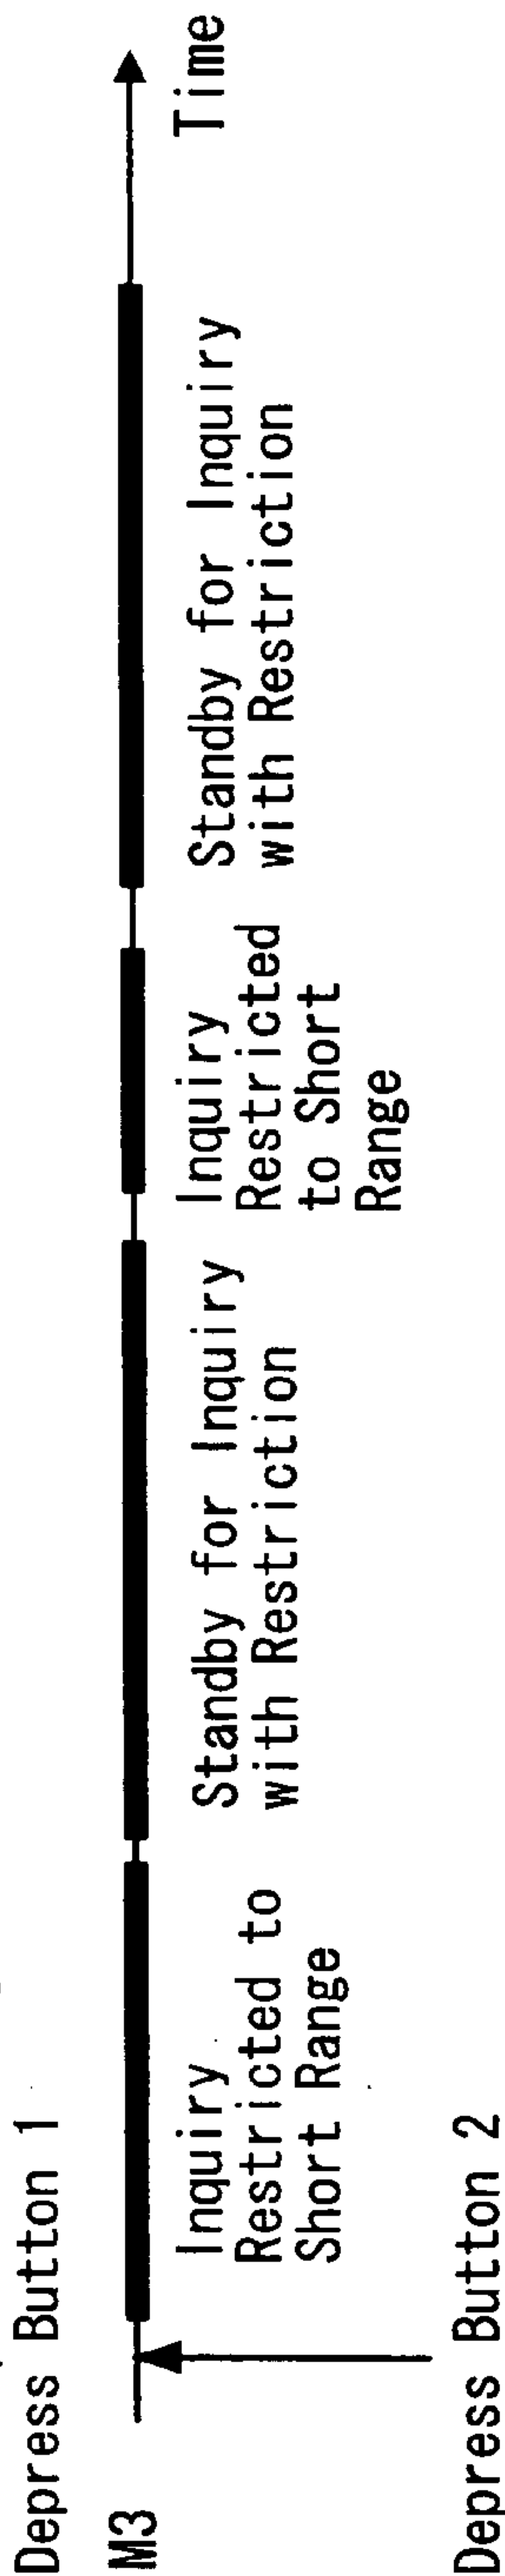 Depress Button 1
M3
Time
Inquiry
Restricted to
Short Range
Standby for Inquiry
with Restriction
Inquiry
Restricted
to Short
Range
Standby for Inquiry
with Restriction
Depress Button 2